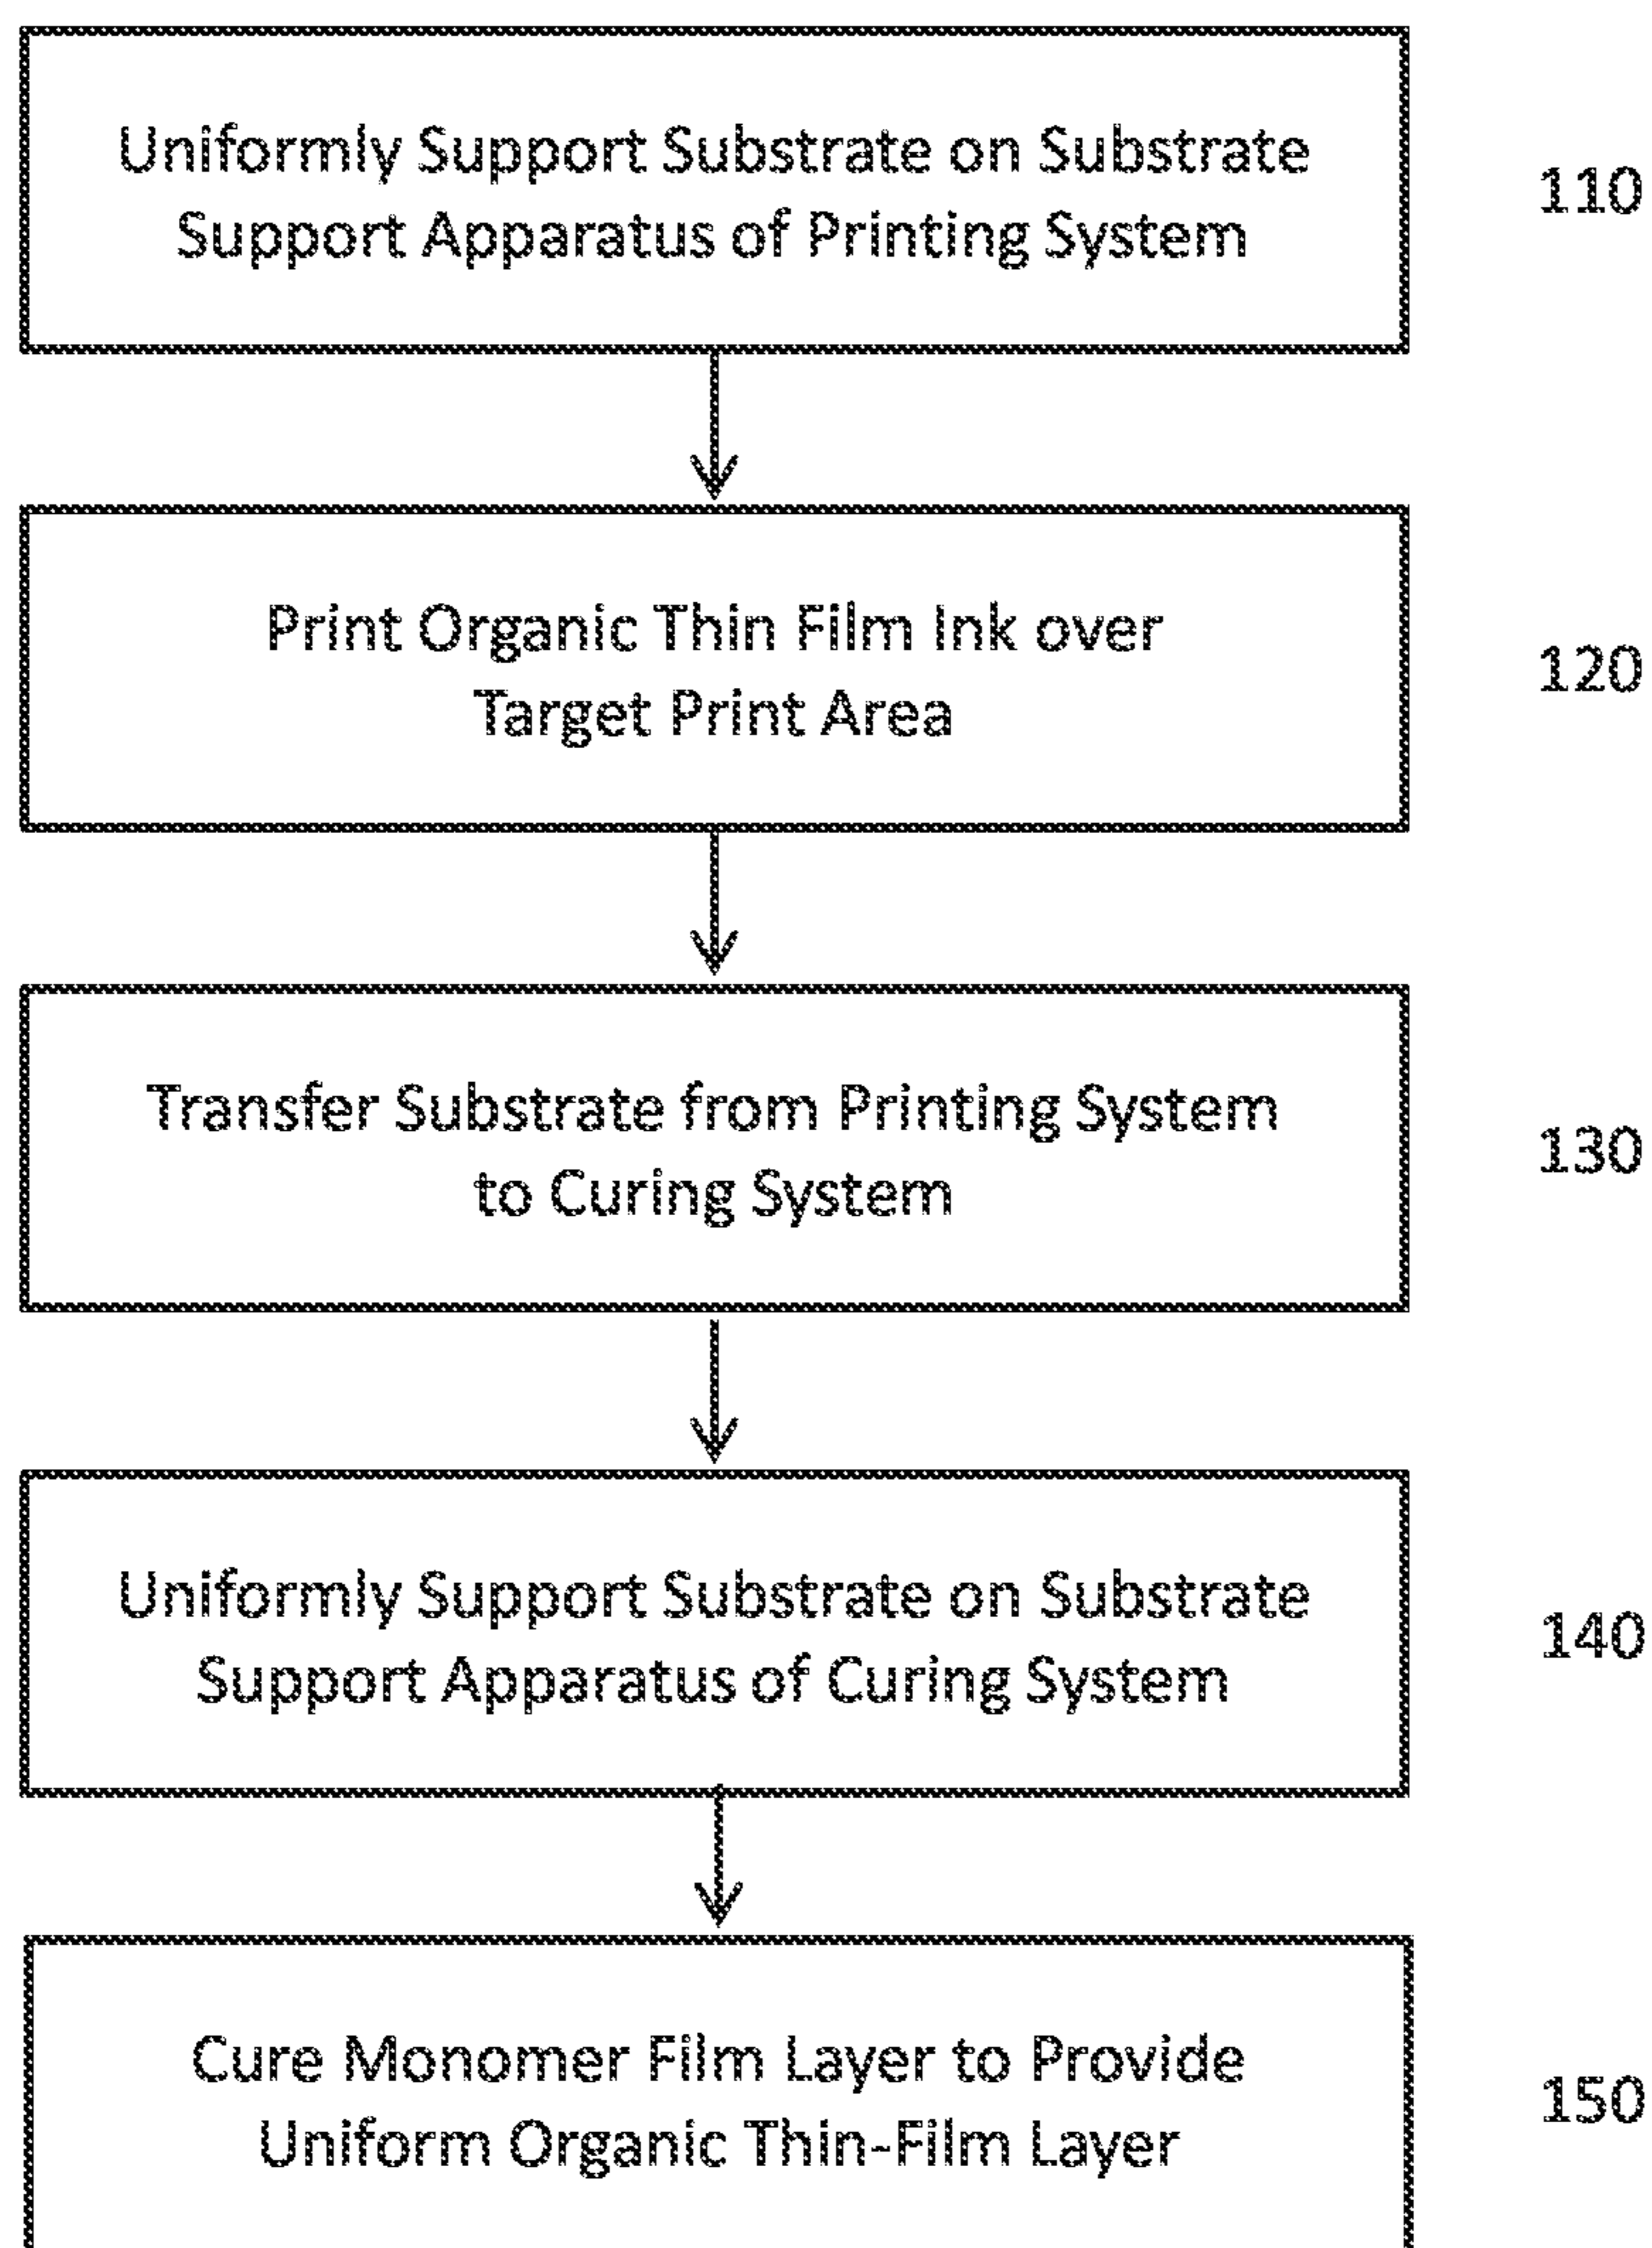 Uniformly Support Substrate on Substrate
Support Apparatus of Printing System
110
Print Organic Thin Film Ink over
Target Print Area
120
Transfer Substrate from Printing System
to Curing System
130
Uniformly Support Substrate on Substrate
Support Apparatus of Curing System
140
Cure Monomer Film Layer to Provide
Uniform Organic Thin-Film Layer
150